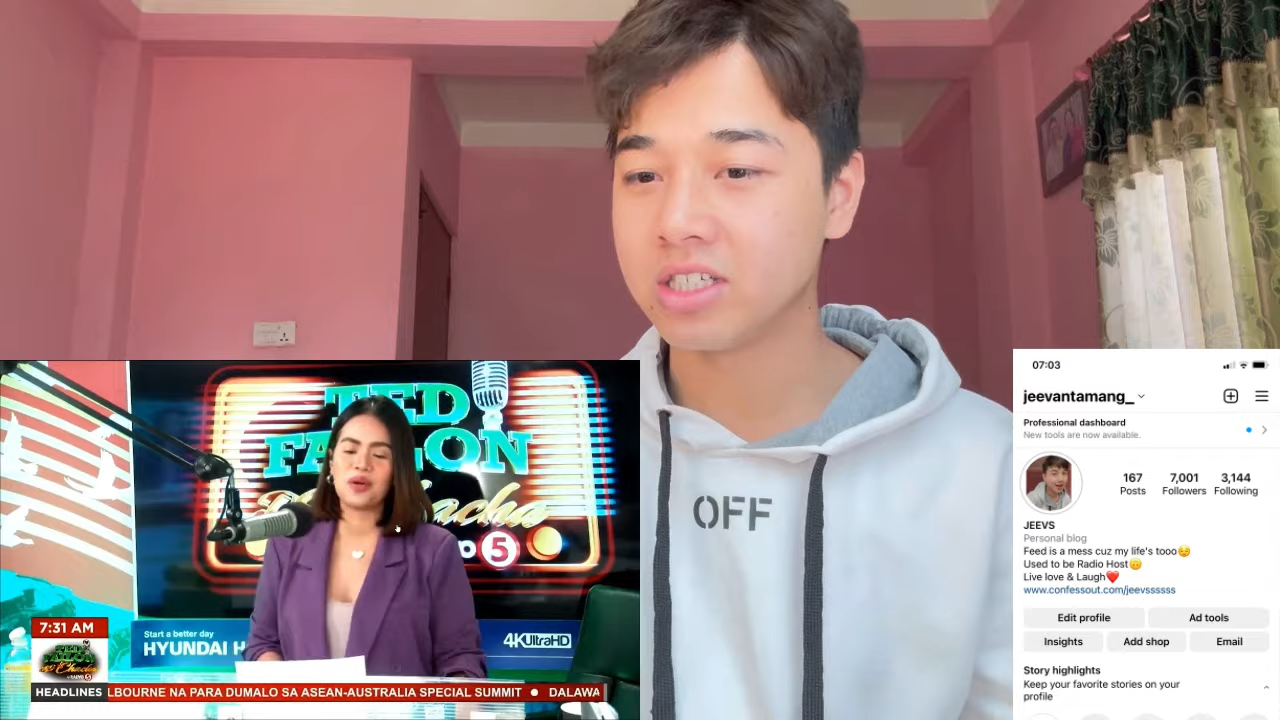 OFF
TED
FAILON
5
Start a better day
HYUNDAI H
4K UltraHD
7:31 AM
HEADLINES
LBOURNE NA PARA DUMALO SA ASEAN-AUSTRALIA SPECIAL SUMMIT ● DALAWA
07:03
jeevantamang_
Professional dashboard
New tools are now available.
167 7,001 3,144
Posts Followers Following
JEEVS
Personal blog
Feed is a mess cuz my life's tooo😔
Used to be Radio Host🙂
Live love & Laugh❤️
www.confessout.com/jeevssssss
Edit profile Ad tools
Insights Add shop Email
Story highlights
Keep your favorite stories on your
profile